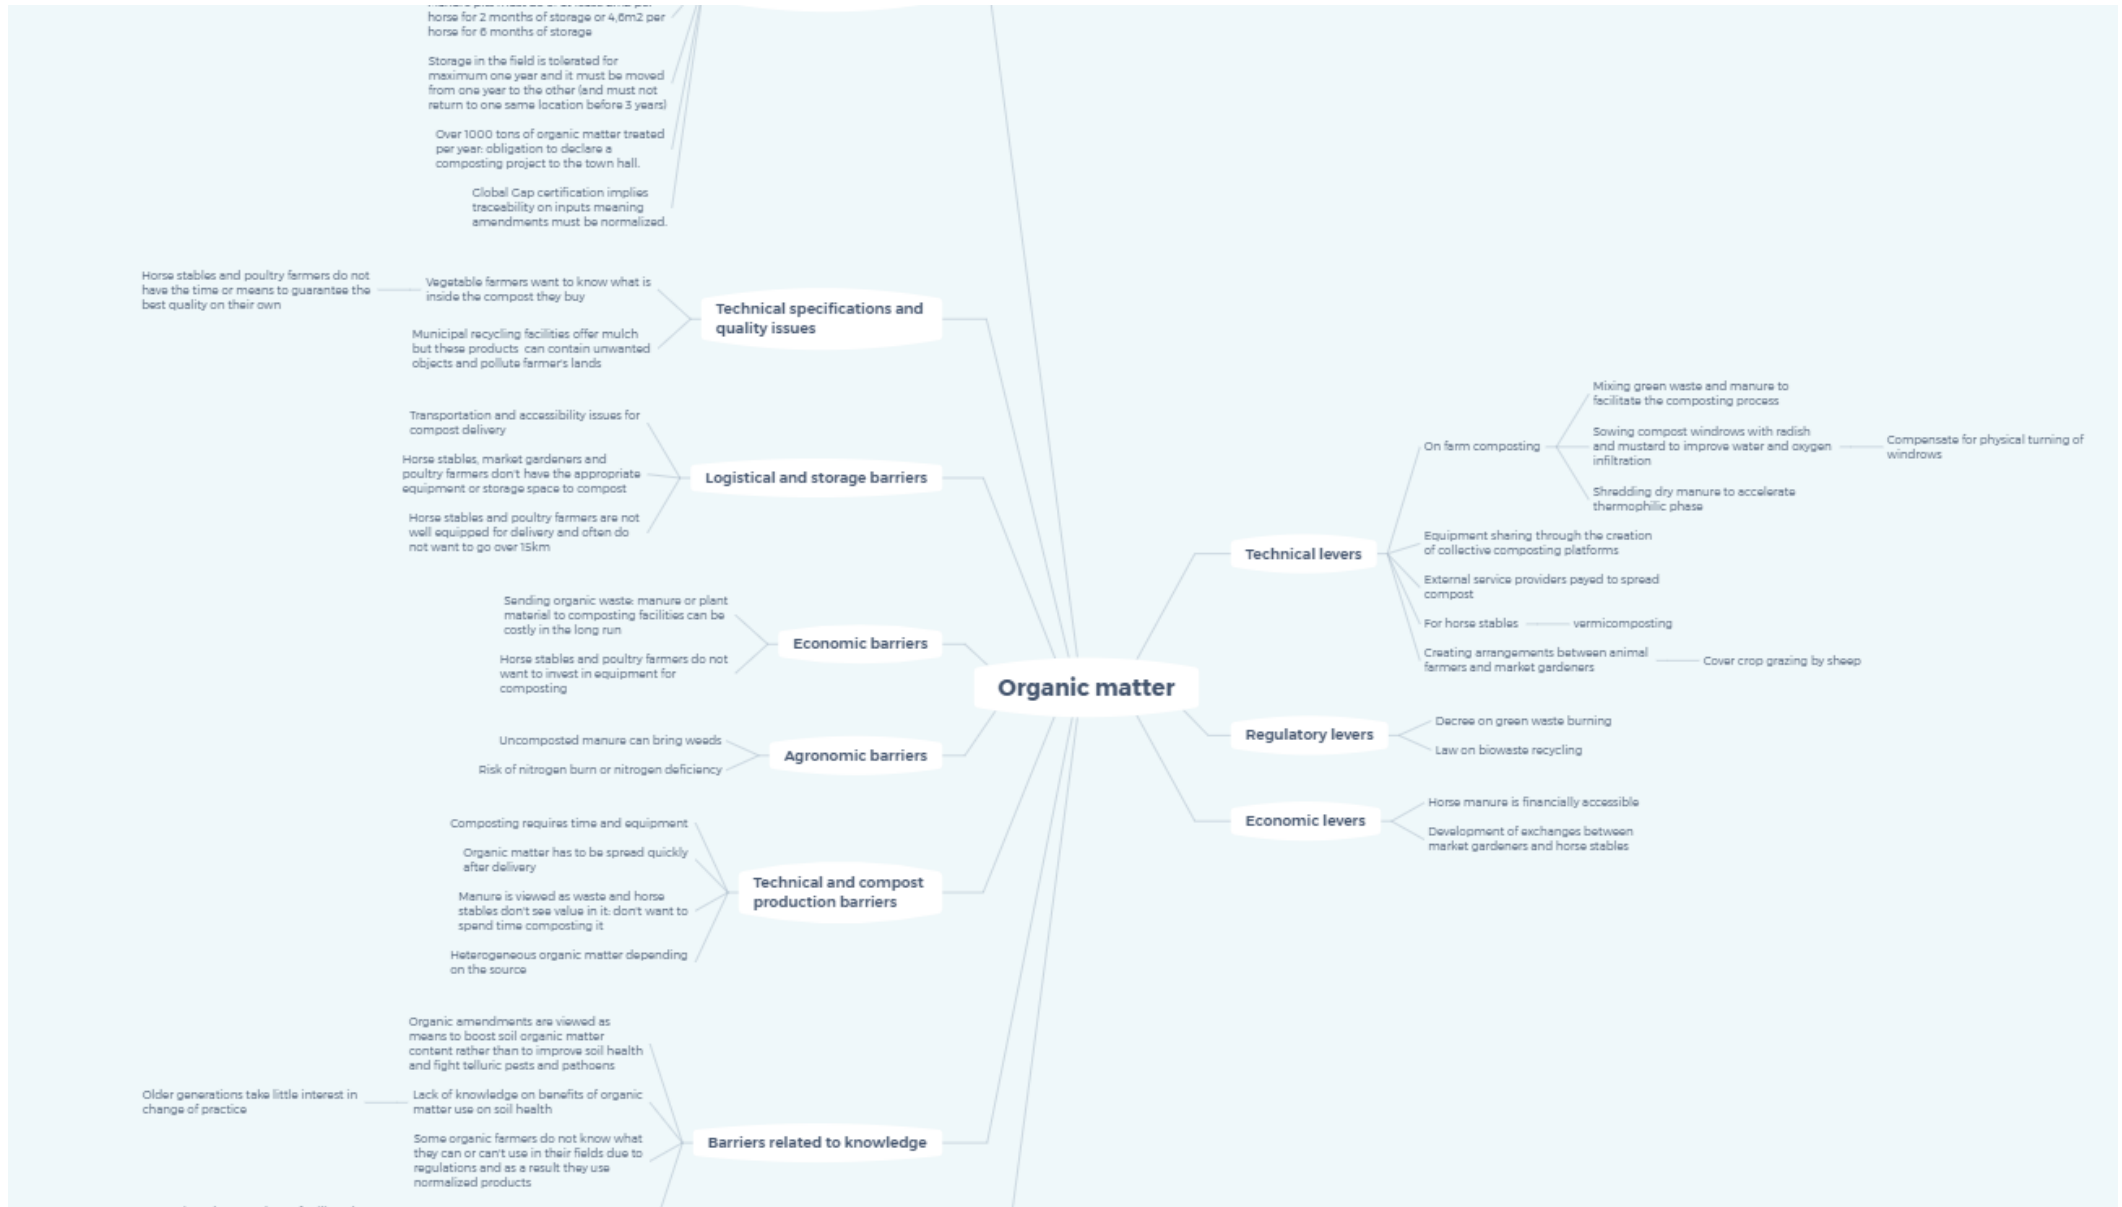 horse for 2 months of storage or 4,6m2 per
horse for 6 months of storage
Storage in the field is tolerated for
maximum one year and it must be moved
from one year to the other (and must not
return to one same location before 3 years)
Over 1000 tons of organic matter treated
per year: obligation to declare a
composting project to the town hall.
Global Gap certification implies
traceability on inputs meaning
amendments must be normalized.
Horse stables and poultry farmers do not
have the time or means to guarantee the
best quality on their own
Vegetable farmers want to know what is
inside the compost they buy
Municipal recycling facilities offer mulch
but these products can contain unwanted
objects and pollute farmer's lands
Technical specifications and
quality issues
Transportation and accessibility issues for
compost delivery
Horse stables, market gardeners and
poultry farmers don't have the appropriate
equipment or storage space to compost
Horse stables and poultry farmers are not
well equipped for delivery and often do
not want to go over 15km
Logistical and storage barriers
Sending organic waste: manure or plant
material to composting facilities can be
costly in the long run
Horse stables and poultry farmers do not
want to invest in equipment for
composting
Economic barriers
Organic matter
Uncomposted manure can bring weeds
Risk of nitrogen burn or nitrogen deficiency
Agronomic barriers
Composting requires time and equipment
Organic matter has to be spread quickly
after delivery
Manure is viewed as waste and horse
stables don't see value in it: don't want to
spend time composting it
Heterogeneous organic matter depending
on the source
Technical and compost
production barriers
Organic amendments are viewed as
means to boost soil organic matter
content rather than to improve soil health
and fight telluric pests and pathoens
Older generations take little interest in
change of practice
Lack of knowledge on benefits of organic
matter use on soil health
Some organic farmers do not know what
they can or can't use in their fields due to
regulations and as a result they use
normalized products
Barriers related to knowledge
Technical levers
On farm composting
Mixing green waste and manure to
facilitate the composting process
Sowing compost windrows with radish
and mustard to improve water and oxygen
infiltration
Compensate for physical turning of
windrows
Shredding dry manure to accelerate
thermophilic phase
Equipment sharing through the creation
of collective composting platforms
External service providers payed to spread
compost
For horse stables
vermicomposting
Creating arrangements between animal
farmers and market gardeners
Cover crop grazing by sheep
Regulatory levers
Decree on green waste burning
Law on biowaste recycling
Economic levers
Horse manure is financially accessible
Development of exchanges between
market gardeners and horse stables